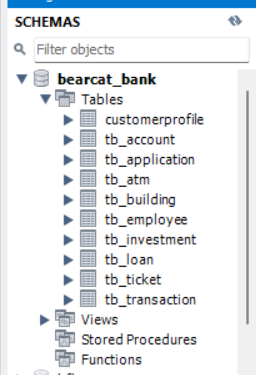 SCHEMAS
Filter objects
bearcat_bank
Tables
customerprofile
tb_account
tb_application
tb_atm
tb_building
tb_employee
tb_investment
tb_loan
tb_ticket
tb_transaction
Views
Stored Procedures
Functions